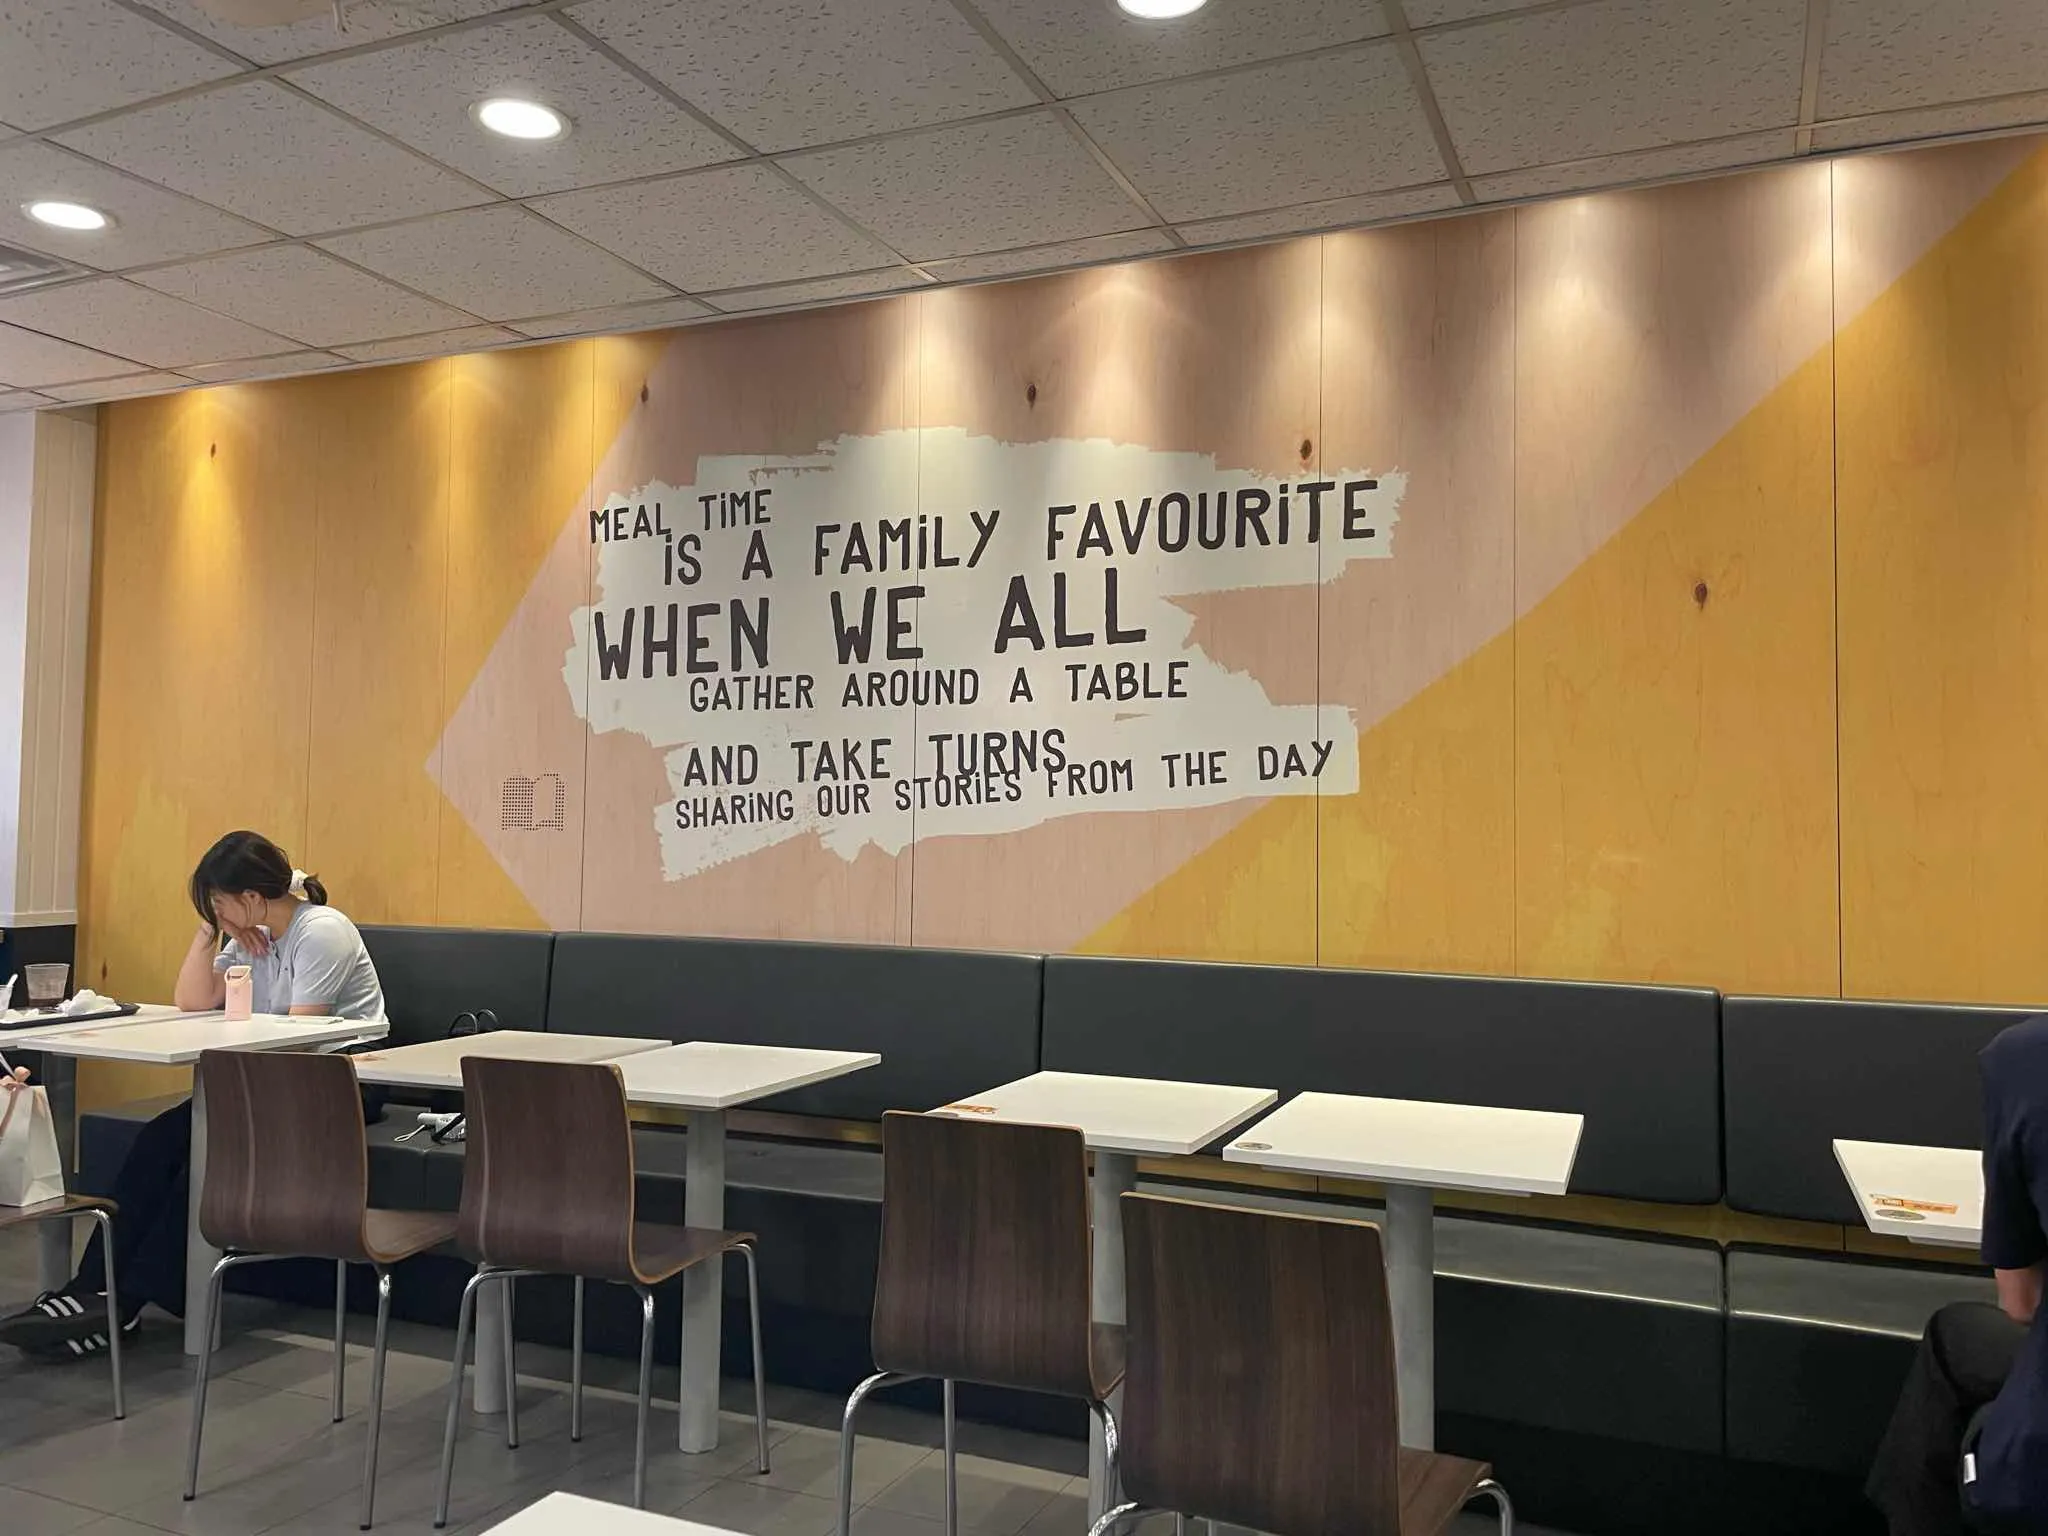 MEAL TIME
IS A FAMILY FAVOURITE
WHEN WE ALL
GATHER AROUND A TABLE
AND TAKE TURNS
SHARING OUR STORIES FROM THE DAY